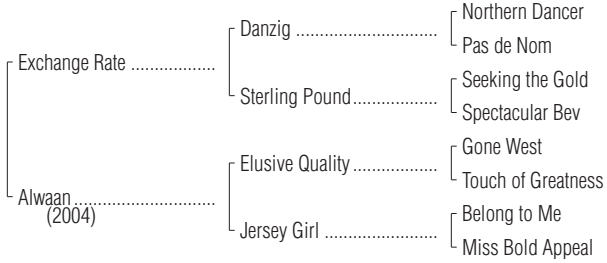 Northern Dancer
Danzig ........................
Pas de Nom
Exchange Rate ..................
Seeking the Gold
Sterling Pound..................
Spectacular Bev
Gone West
Elusive Quality..................
Touch of Greatness
Alwaan..............................
(2004)
Belong to Me
Jersey Girl ........................
Miss Bold Appeal